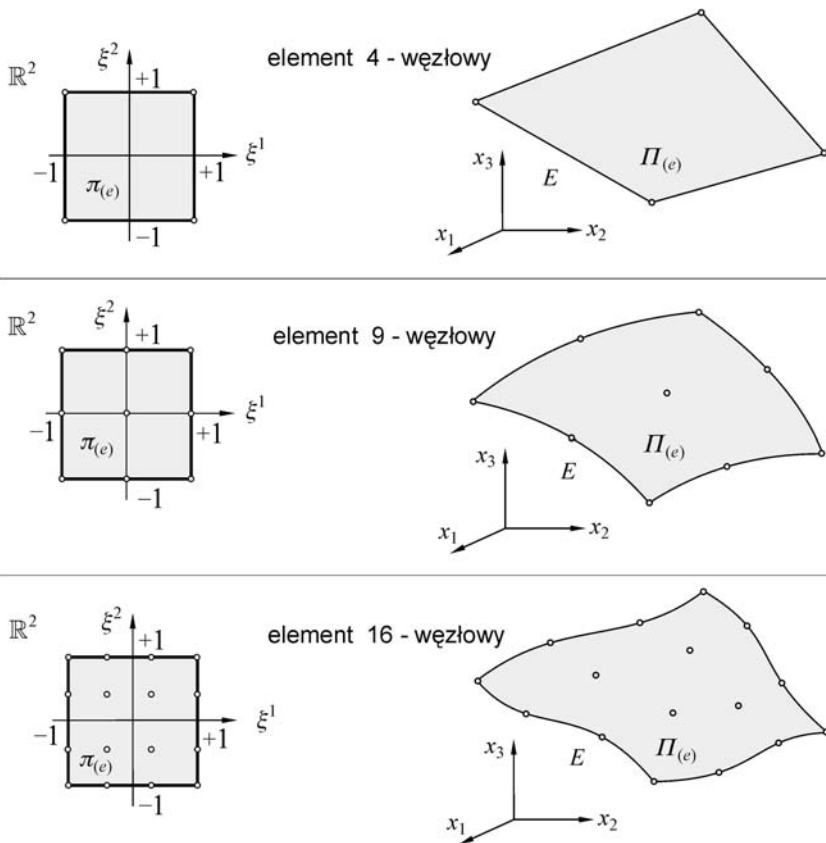 ℝ²
ξ²
+1
element 4 - węzłowy
ξ¹
−1
+1
π(e)
−1
Π(e)
E
x₃
x₁
x₂
ℝ²
ξ²
+1
element 9 - węzłowy
ξ¹
−1
+1
π(e)
−1
Π(e)
E
x₃
x₁
x₂
ℝ²
ξ²
+1
element 16 - węzłowy
ξ¹
−1
+1
π(e)
−1
Π(e)
E
x₃
x₁
x₂